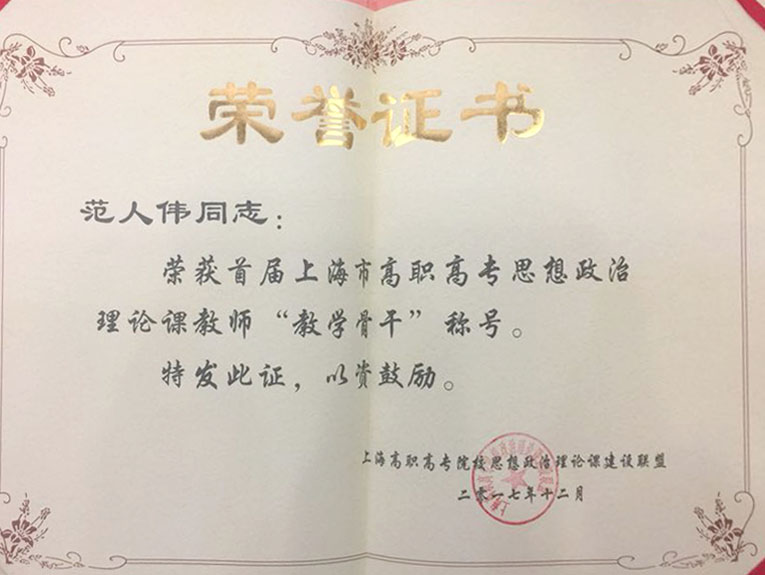 荣誉证书
范人伟同志：
荣获首届上海市高职高专思想政治
理论课教师“教学骨干”称号。
特发此证，以资鼓励。
上海高职高专院校思想政治理论课建设联盟
二〇一七年十二月